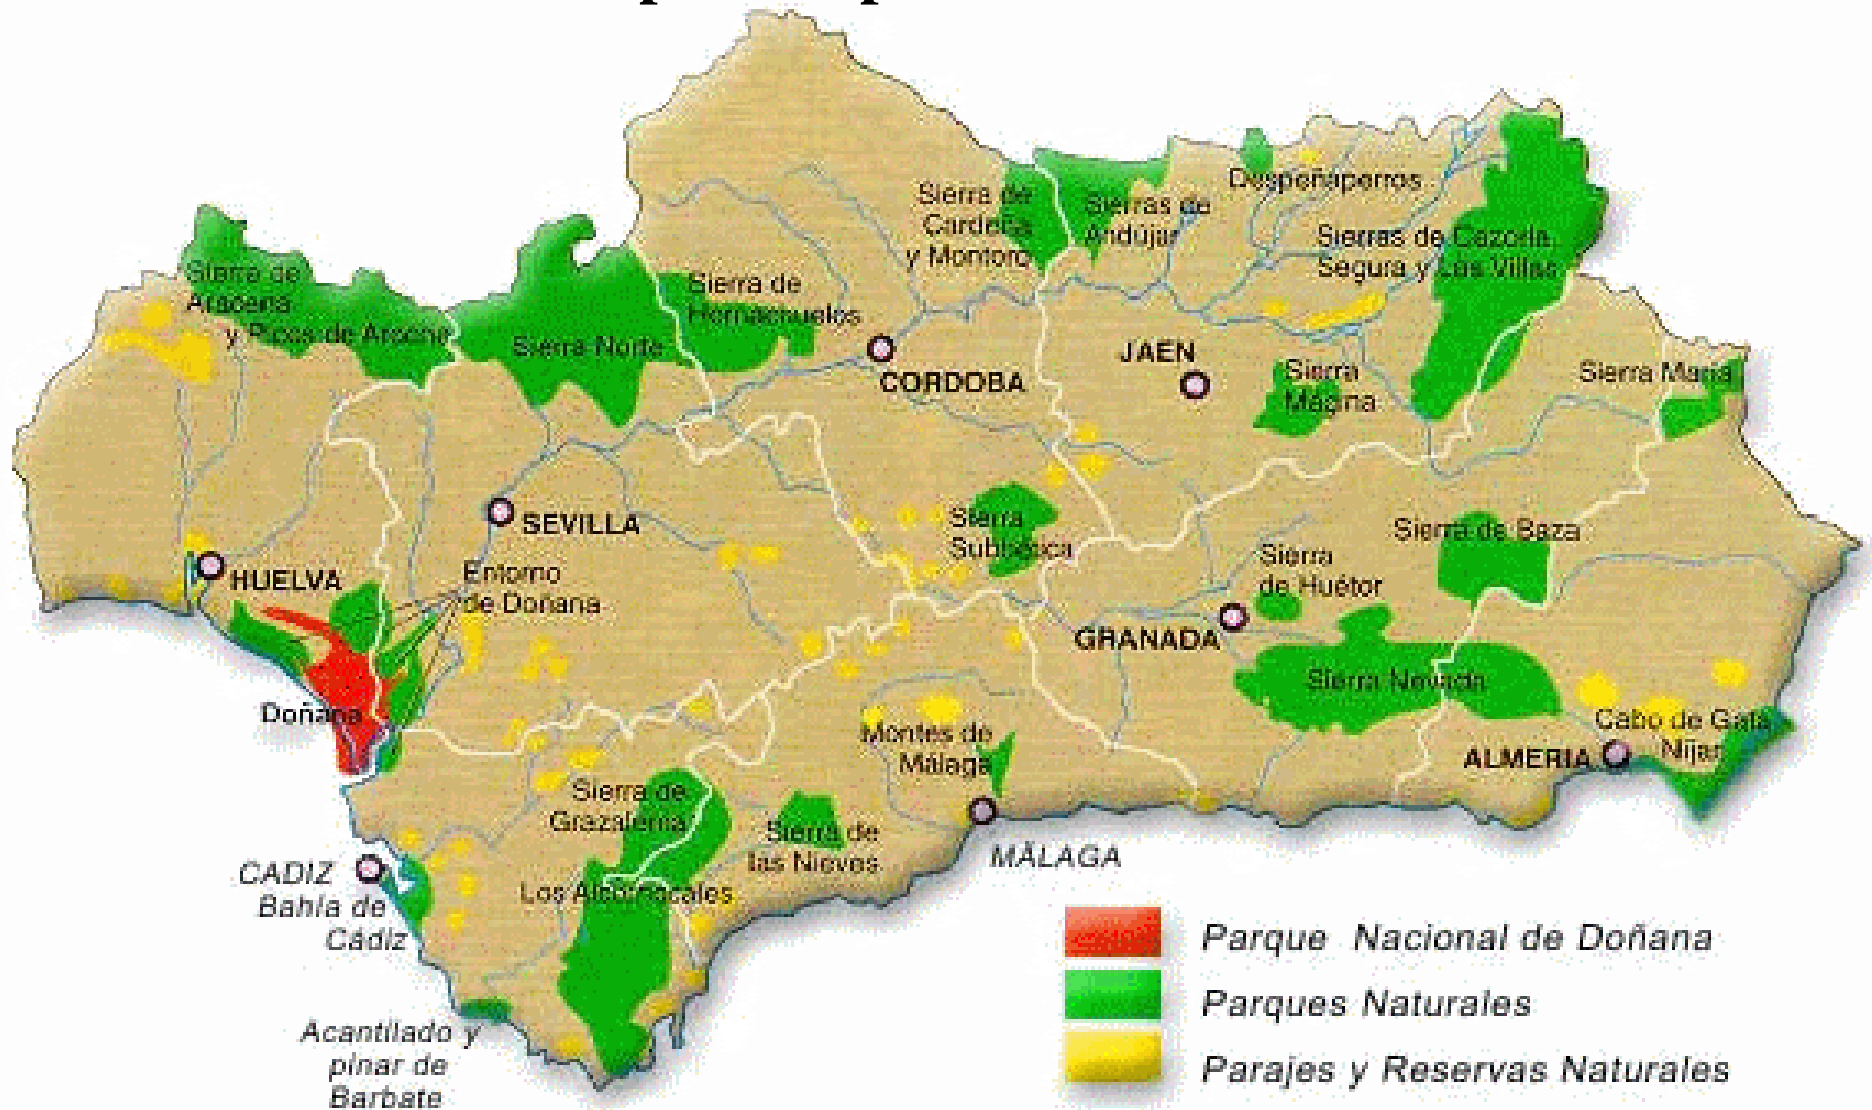 Sierra de
Cardeña
y Montoro
Sierras de
Andújar
Despeñaperros
Sierras de Cazorla,
Segura y Las Villas
Sierra de
Aracena
y Picos de Aroche
Sierra Norte
Sierra de
Hornachuelos
CORDOBA
JAEN
Sierra
Mágina
Sierra María
SEVILLA
Sierra
Subbética
Sierra de Baza
Sierra
de Huétor
HUELVA
Entorno
de Doñana
GRANADA
Sierra Nevada
Doñana
Montes de
Málaga
Cabo de Gata
Níjar
ALMERIA
Sierra de
Grazalema
Sierra de
las Nieves
MÁLAGA
CADIZ
Bahía de
Cádiz
Los Alcornocales
Acantilado y
pinar de
Barbate
Parque Nacional de Doñana
Parques Naturales
Parajes y Reservas Naturales